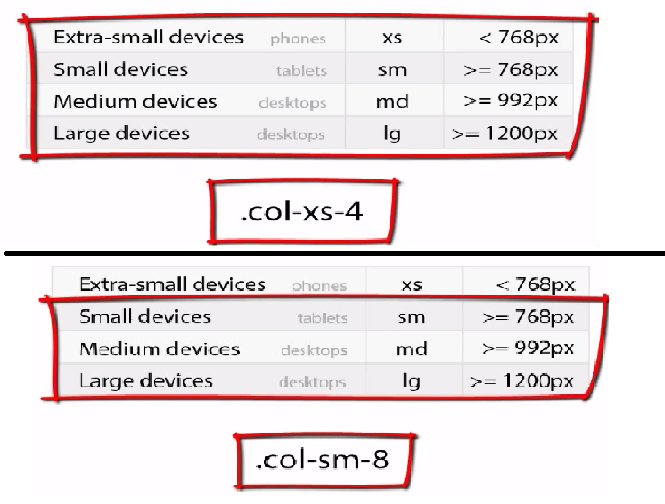 Extra-small devices phones xs < 768px
Small devices tablets sm >= 768px
Medium devices desktops md >= 992px
Large devices desktops lg >= 1200px
.col-xs-4
Extra-small devices phones xs < 768px
Small devices tablets sm >= 768px
Medium devices desktops md >= 992px
Large devices desktops lg >= 1200px
.col-sm-8